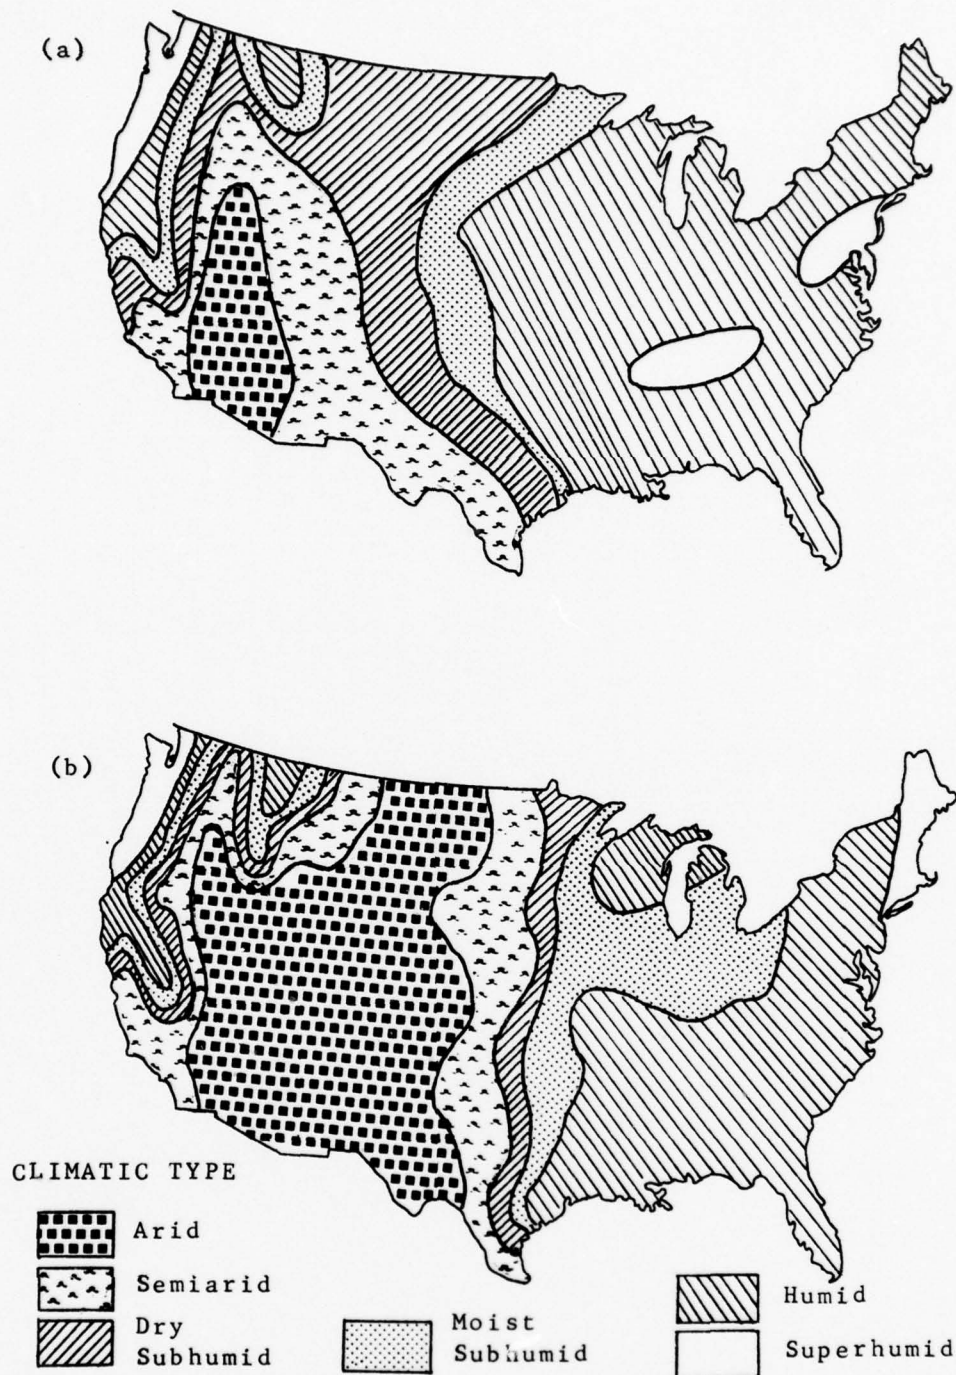 (a)
(b)
CLIMATIC TYPE
Arid
Semiarid
Dry
Subhumid
Moist
Subhumid
Humid
Superhumid